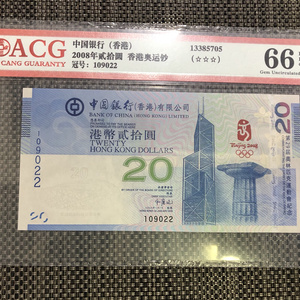 ACG
CANG GUARANTY
中国银行（香港）
2008年贰拾圆 香港奥运钞
冠号：109022
13385705
(☆☆☆)
66
Gem Uncirculated
中國銀行(香港)有限公司
BANK OF CHINA (HONG KONG) LIMITED
港幣貳拾圓
TWENTY
HONG KONG DOLLARS
20
109022
109022
Beijing 2008
20